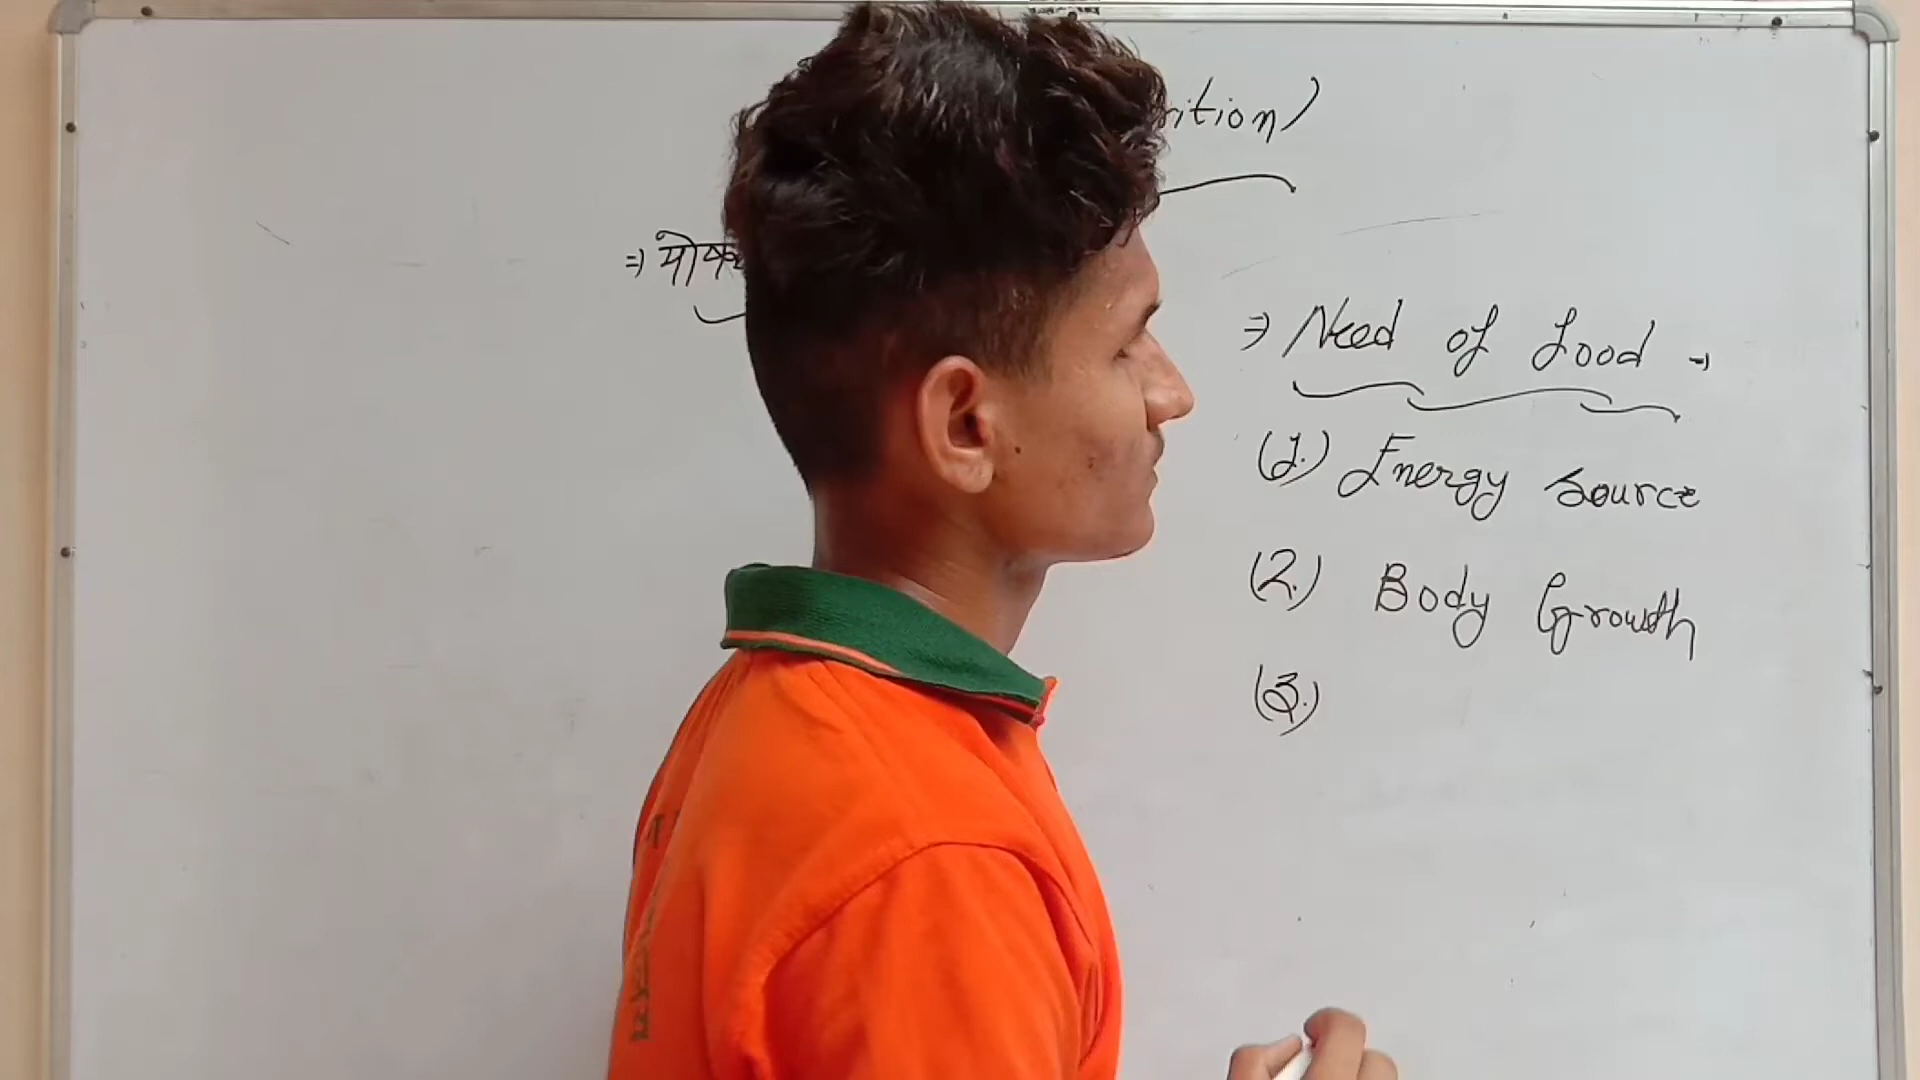 rition)
⇒ Need of food →
(1.) Energy source
(2.) Body Growth
(3.)